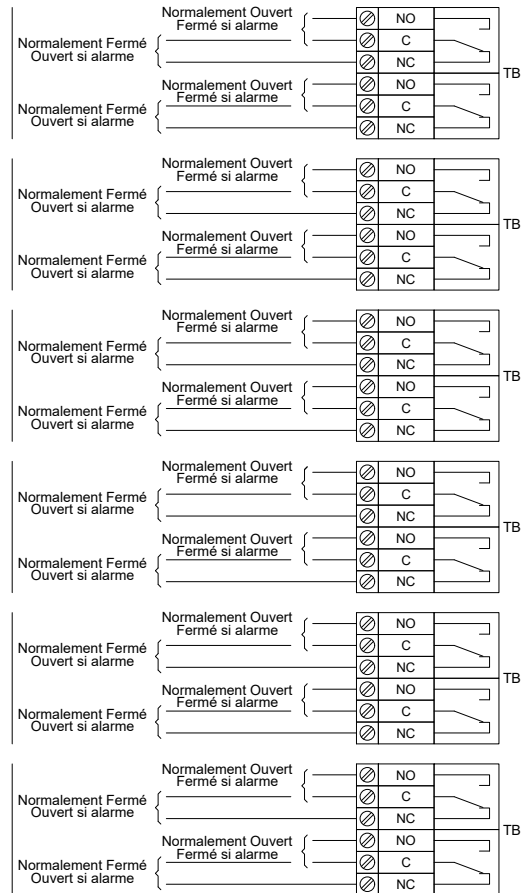 Normalement Ouvert
Fermé si alarme
NO
Normalement Fermé
Ouvert si alarme
C
NC
TB
Normalement Ouvert
Fermé si alarme
NO
Normalement Fermé
Ouvert si alarme
C
NC
Normalement Ouvert
Fermé si alarme
NO
Normalement Fermé
Ouvert si alarme
C
NC
TB
Normalement Ouvert
Fermé si alarme
NO
Normalement Fermé
Ouvert si alarme
C
NC
Normalement Ouvert
Fermé si alarme
NO
Normalement Fermé
Ouvert si alarme
C
NC
TB
Normalement Ouvert
Fermé si alarme
NO
Normalement Fermé
Ouvert si alarme
C
NC
Normalement Ouvert
Fermé si alarme
NO
Normalement Fermé
Ouvert si alarme
C
NC
TB
Normalement Ouvert
Fermé si alarme
NO
Normalement Fermé
Ouvert si alarme
C
NC
Normalement Ouvert
Fermé si alarme
NO
Normalement Fermé
Ouvert si alarme
C
NC
TB
Normalement Ouvert
Fermé si alarme
NO
Normalement Fermé
Ouvert si alarme
C
NC
Normalement Ouvert
Fermé si alarme
NO
Normalement Fermé
Ouvert si alarme
C
NC
TB
Normalement Ouvert
Fermé si alarme
NO
Normalement Fermé
Ouvert si alarme
C
NC